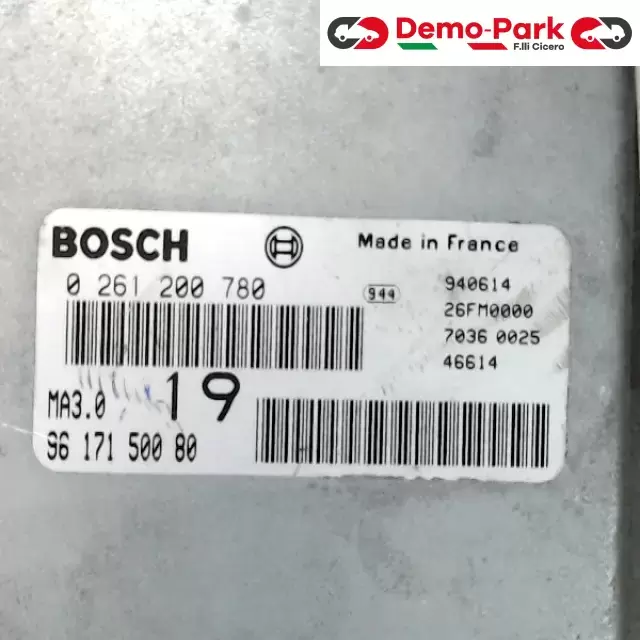 Demo-Park
F.lli Cicero
BOSCH
Made in France
0 261 200 780
944
940614
26FM0000
7036 0025
46614
MA3.0
19
96 171 500 80